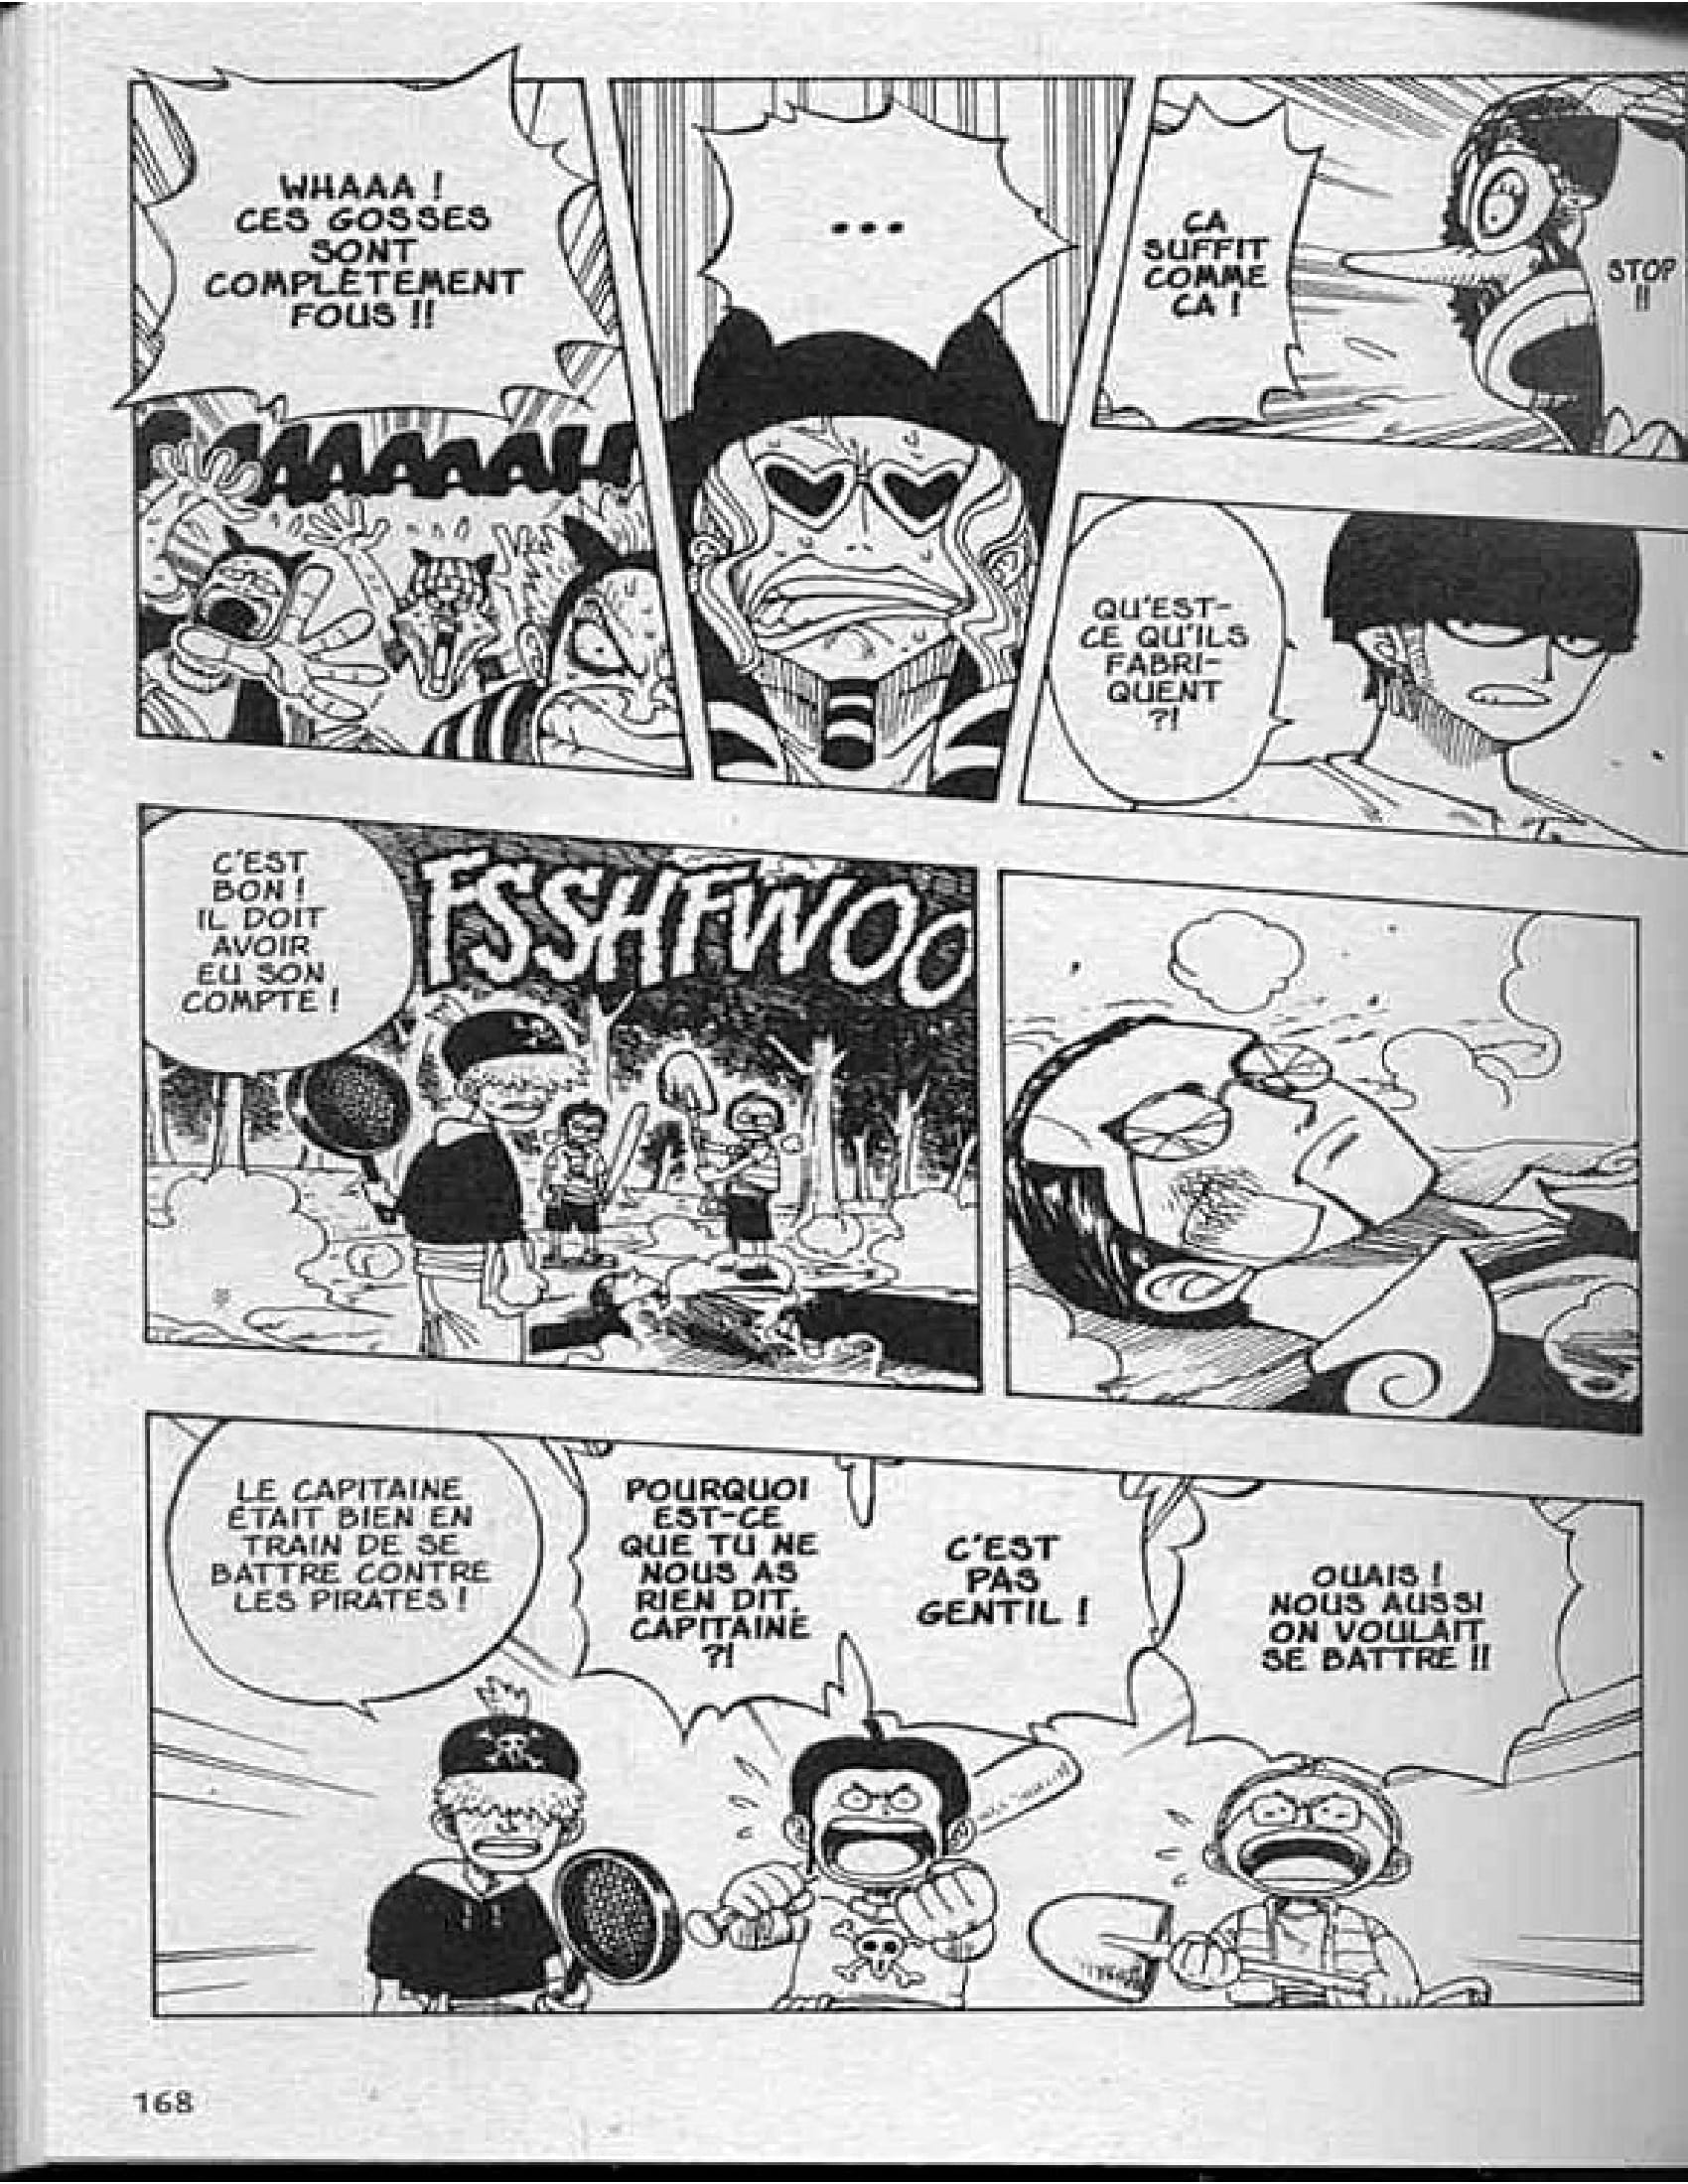 STOP
!!
ÇA
SUFFIT
COMME
ÇA !
QU'EST-
CE QU'ILS
FABRI-
QUENT
?!
...
WHAAA !
CES GOSSES
SONT
COMPLÈTEMENT
FOUS !!
AAAAAAH
C'EST
BON !
IL DOIT
AVOIR
EU SON
COMPTE !
FSSHFWOO
LE CAPITAINE
ÉTAIT BIEN EN
TRAIN DE SE
BATTRE CONTRE
LES PIRATES !
POURQUOI
EST-CE
QUE TU NE
NOUS AS
RIEN DIT,
CAPITAINE
?!
C'EST
PAS
GENTIL !
OUAIS !
NOUS AUSSI
ON VOULAIT
SE BATTRE !!
168